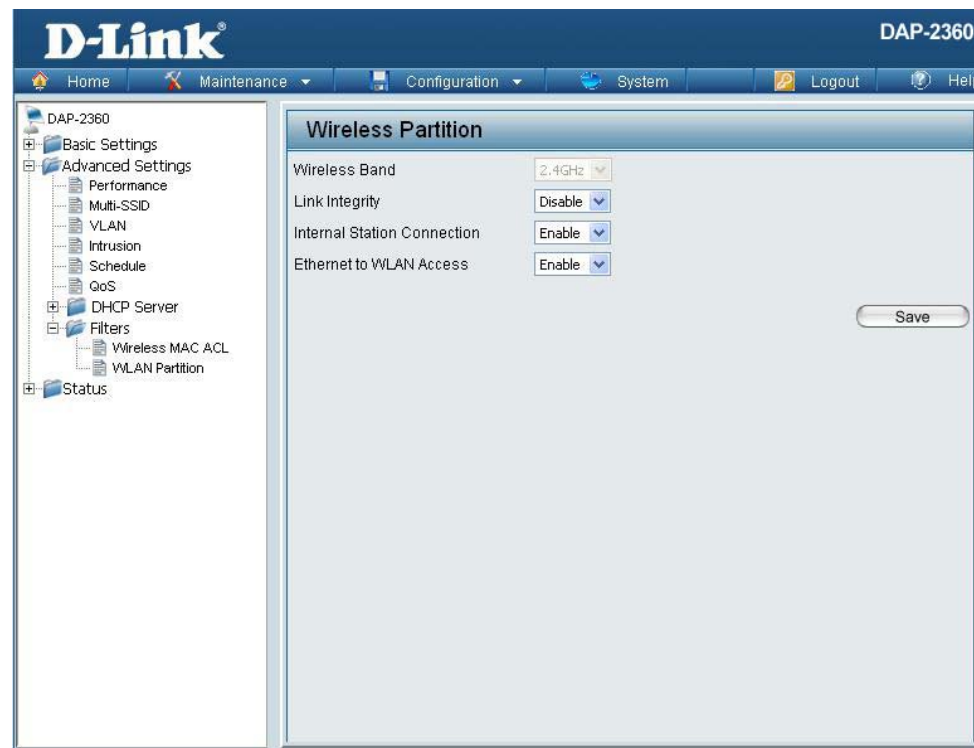 D-Link®
DAP-2360
Home Maintenance Configuration System Logout
DAP-2360
Basic Settings
Advanced Settings
Performance
Multi-SSID
VLAN
Intrusion
Schedule
QoS
DHCP Server
Filters
Wireless MAC ACL
WLAN Partition
Status
Wireless Partition
Wireless Band 2.4GHz
Link Integrity Disable
Internal Station Connection Enable
Ethernet to WLAN Access Enable
Save